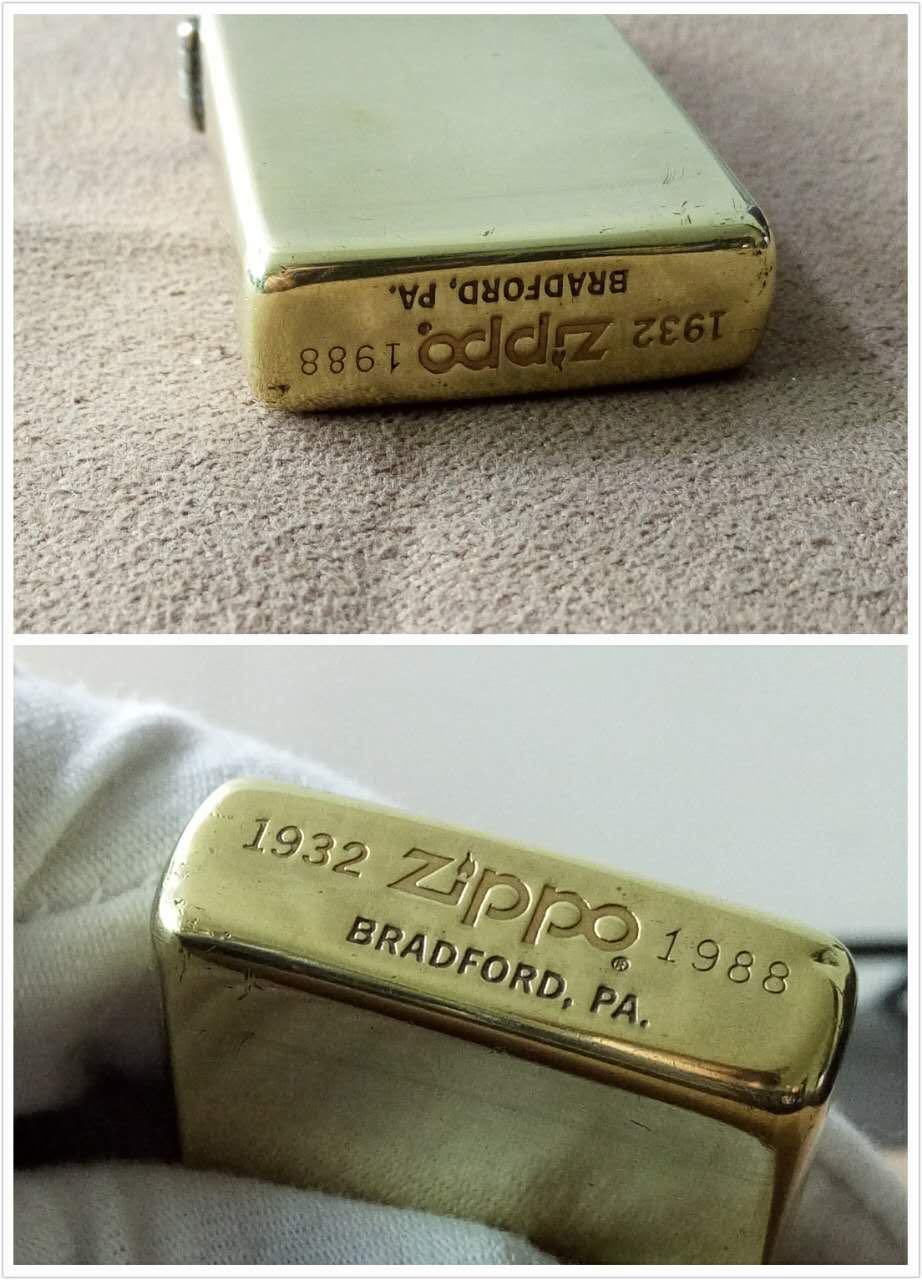 BRADFORD, PA.
1932 Zippo® 1988
1932 Zippo® 1988
BRADFORD, PA.